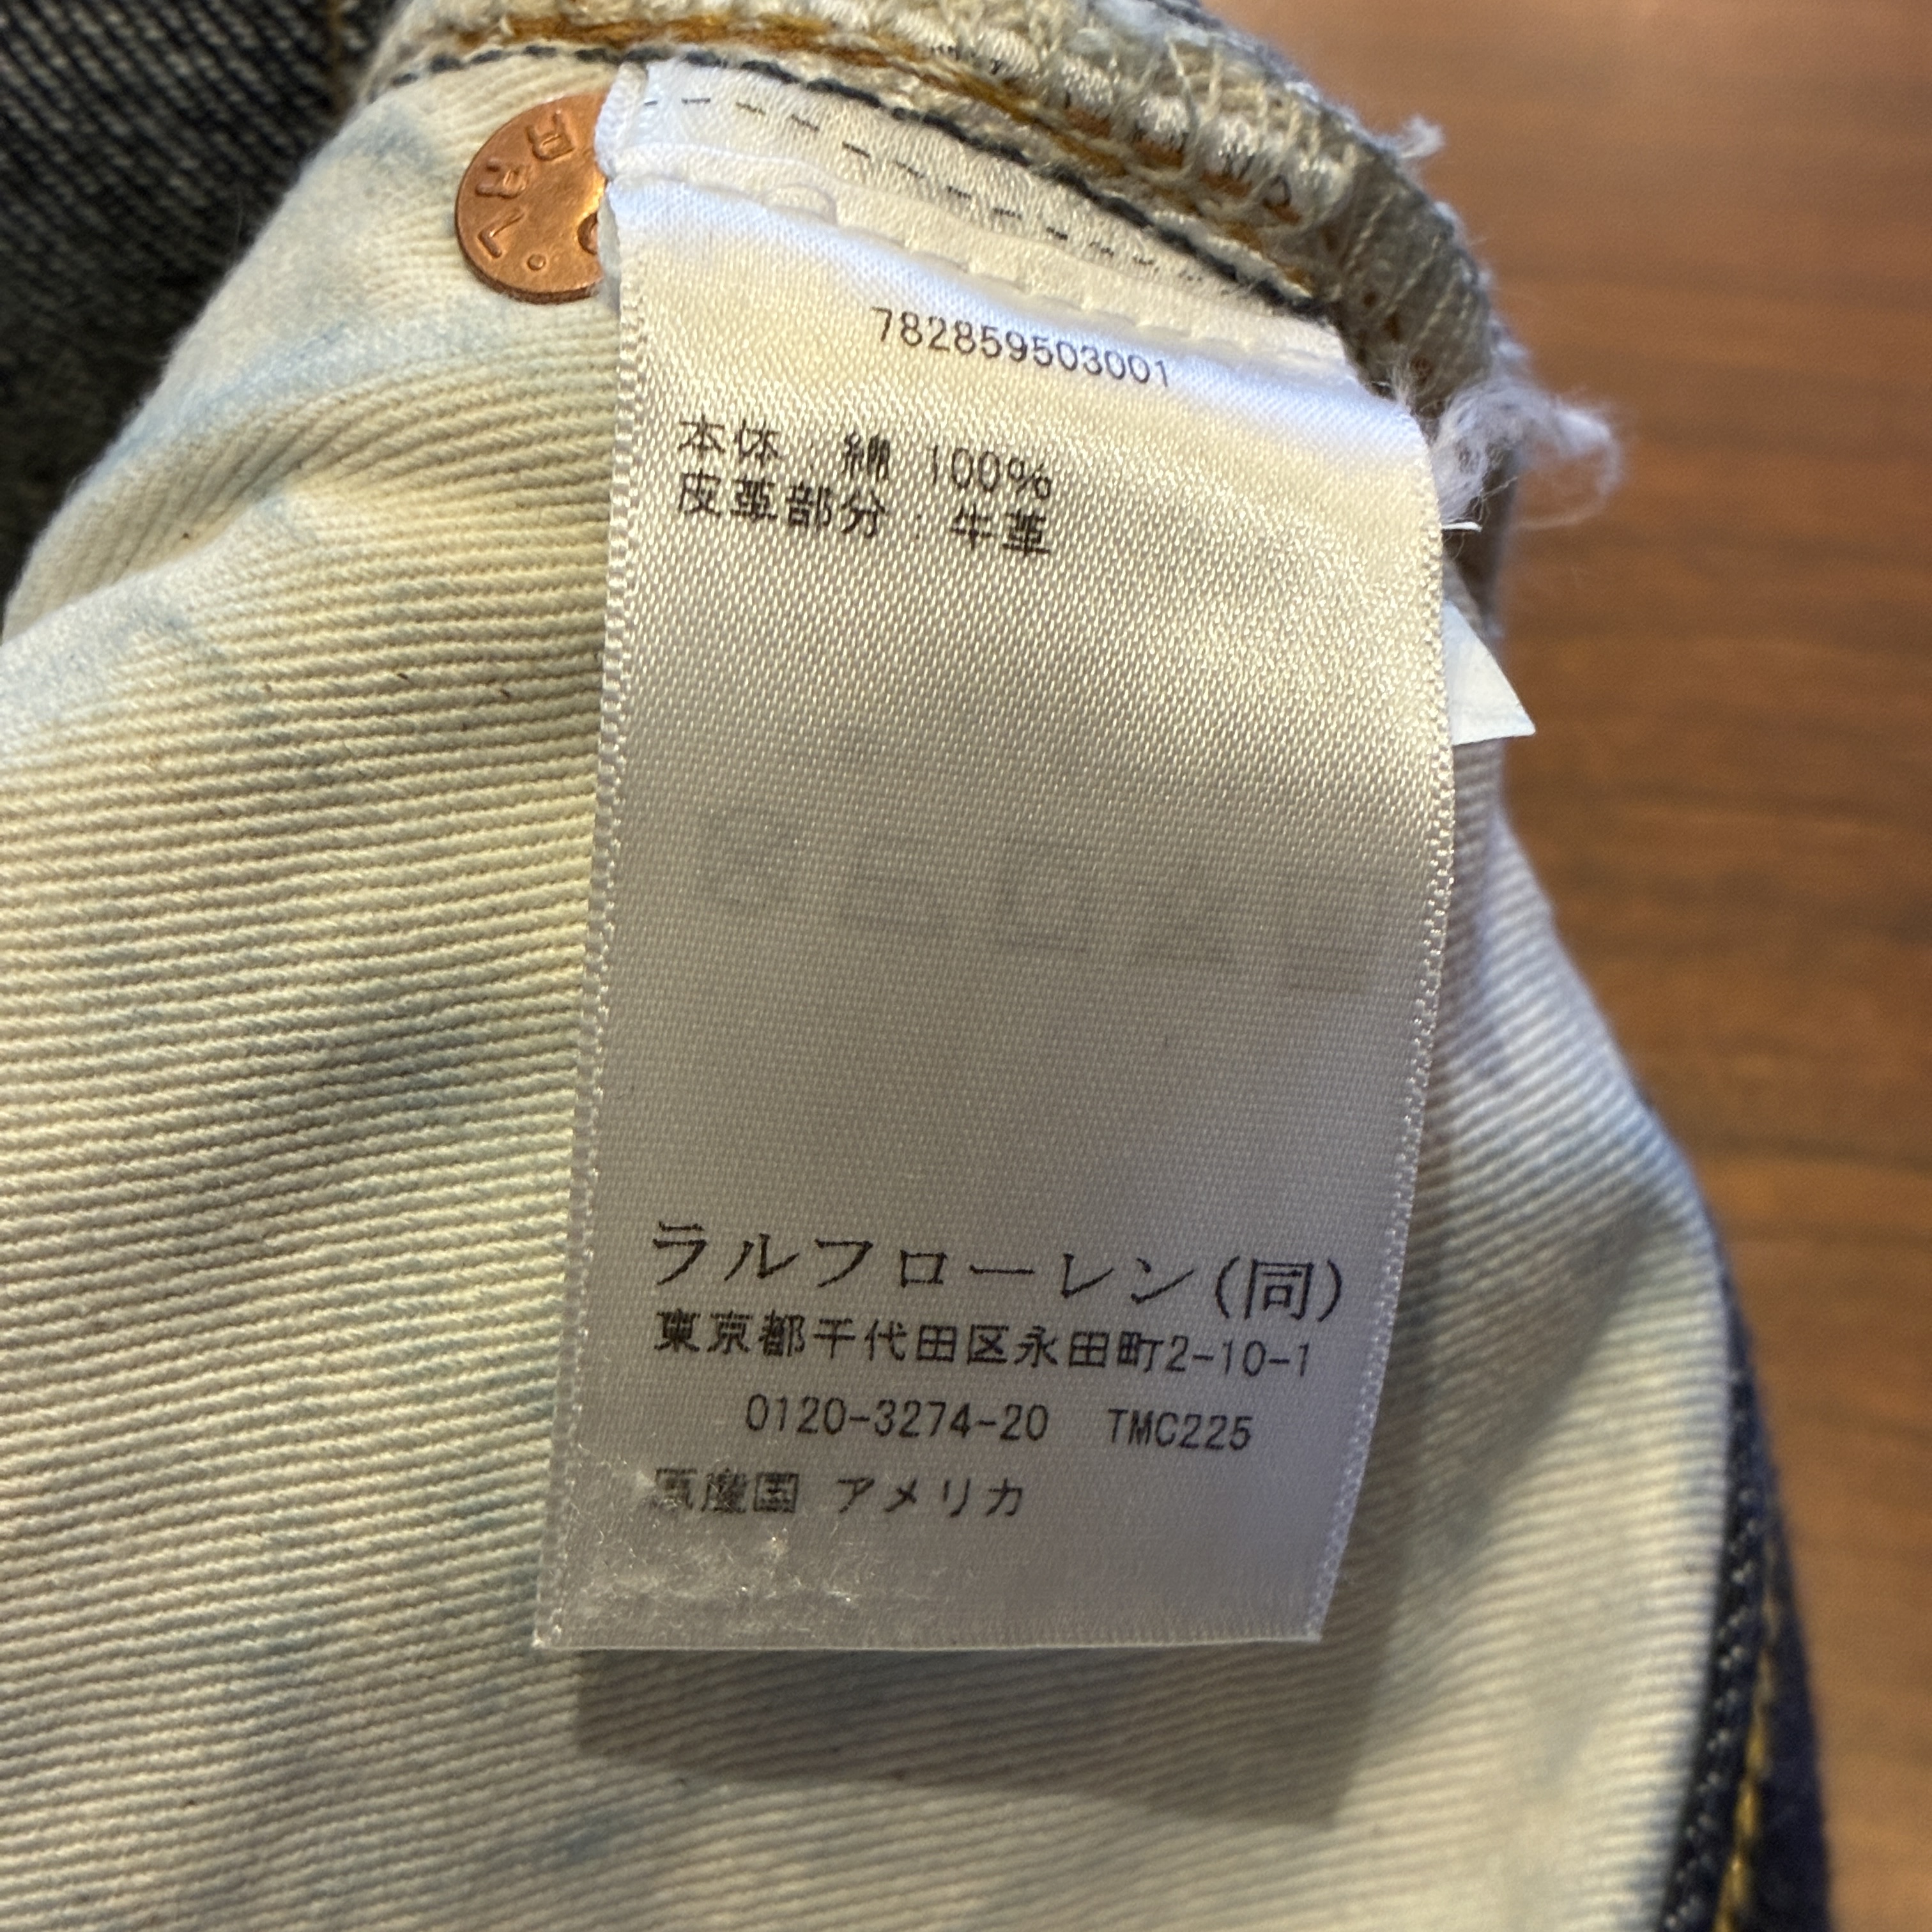 782859503001
本体　綿 100%
皮革部分：牛革
ラルフローレン(同)
東京都千代田区永田町2-10-1
0120-3274-20　TMC225
原産国 アメリカ